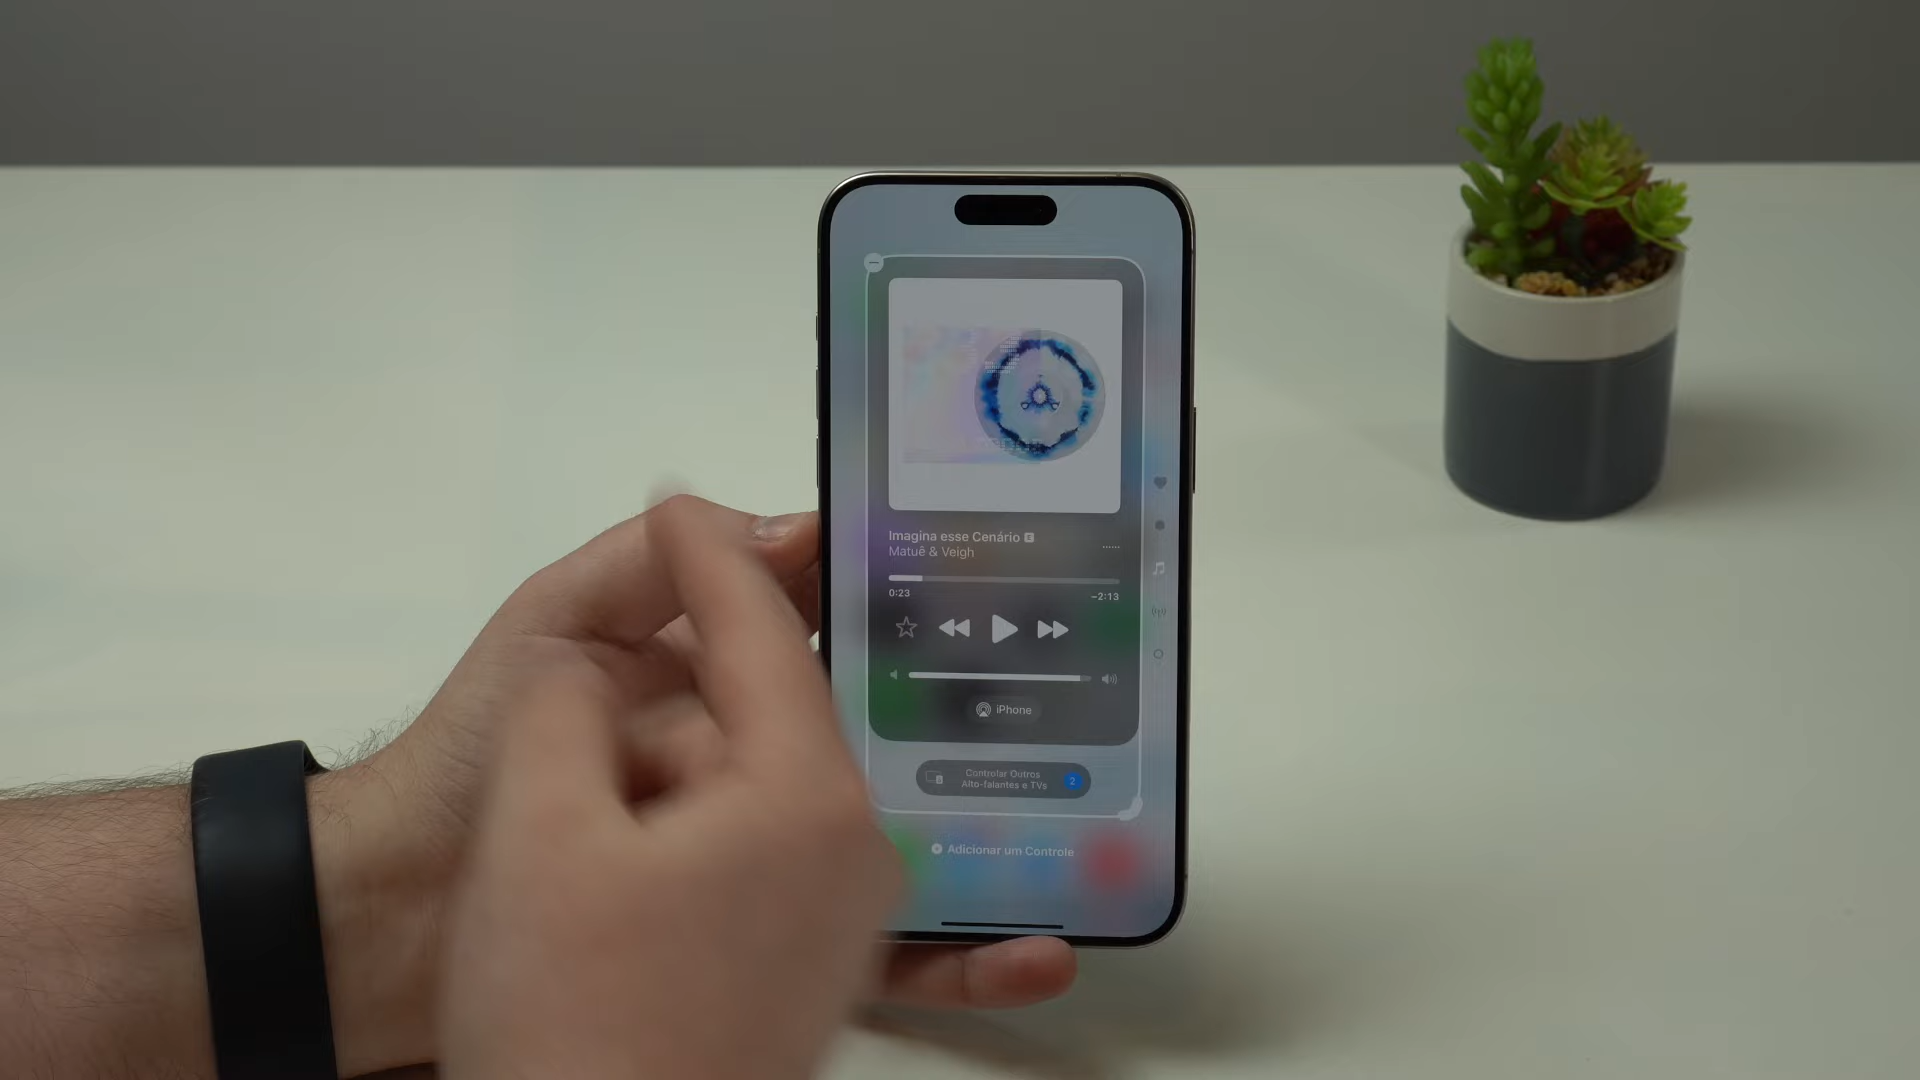 Imagina esse Cenário E
Matuê & Veigh
0:23
−2:13
iPhone
Controlar Outros
Alto-falantes e TVs
2
Adicionar um Controle